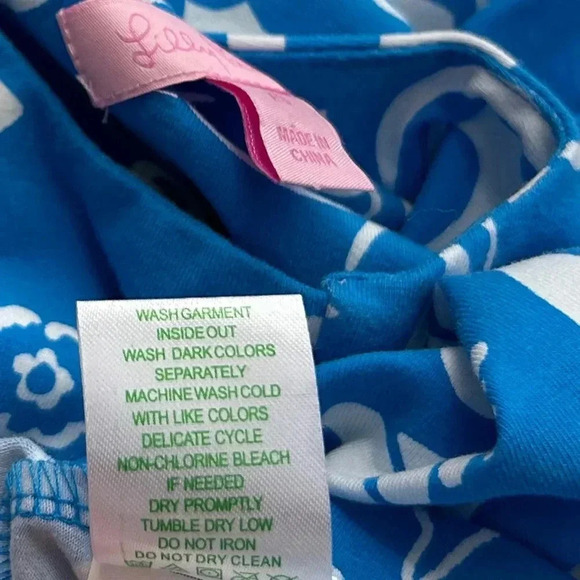 Lilly
MADE IN
CHINA
WASH GARMENT
INSIDE OUT
WASH DARK COLORS
SEPARATELY
MACHINE WASH COLD
WITH LIKE COLORS
DELICATE CYCLE
NON-CHLORINE BLEACH
IF NEEDED
DRY PROMPTLY
TUMBLE DRY LOW
DO NOT IRON
DO NOT DRY CLEAN